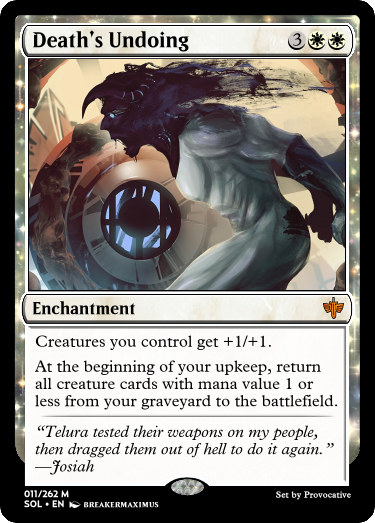 Death's Undoing 3
Enchantment
Creatures you control get +1/+1.
At the beginning of your upkeep, return
all creature cards with mana value 1 or
less from your graveyard to the battlefield.
“Telura tested their weapons on my people,
then dragged them out of hell to do it again.”
—Josiah
011/262 M
SOL • EN BREAKERMAXIMUS
Set by Provocative